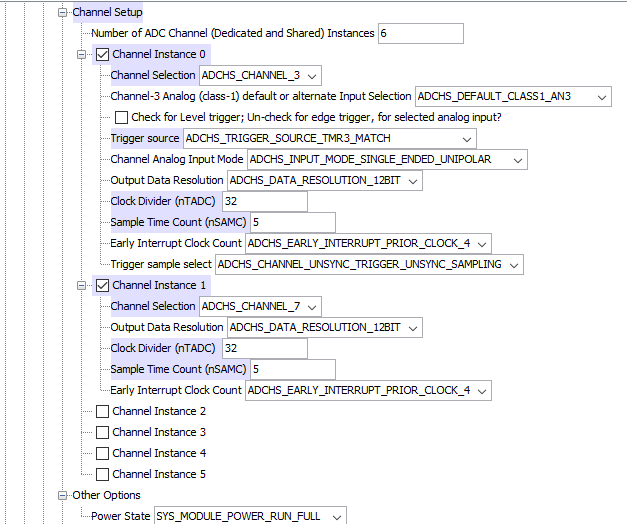 Channel Setup
Number of ADC Channel (Dedicated and Shared) Instances 6
Channel Instance 0
Channel Selection ADCHS_CHANNEL_3
Channel-3 Analog (class-1) default or alternate Input Selection ADCHS_DEFAULT_CLASS1_AN3
Check for Level trigger; Un-check for edge trigger, for selected analog input?
Trigger source ADCHS_TRIGGER_SOURCE_TMR3_MATCH
Channel Analog Input Mode ADCHS_INPUT_MODE_SINGLE_ENDED_UNIPOLAR
Output Data Resolution ADCHS_DATA_RESOLUTION_12BIT
Clock Divider (nTADC) 32
Sample Time Count (nSAMC) 5
Early Interrupt Clock Count ADCHS_EARLY_INTERRUPT_PRIOR_CLOCK_4
Trigger sample select ADCHS_CHANNEL_UNSYNC_TRIGGER_UNSYNC_SAMPLING
Channel Instance 1
Channel Selection ADCHS_CHANNEL_7
Output Data Resolution ADCHS_DATA_RESOLUTION_12BIT
Clock Divider (nTADC) 32
Sample Time Count (nSAMC) 5
Early Interrupt Clock Count ADCHS_EARLY_INTERRUPT_PRIOR_CLOCK_4
Channel Instance 2
Channel Instance 3
Channel Instance 4
Channel Instance 5
Other Options
Power State SYS_MODULE_POWER_RUN_FULL